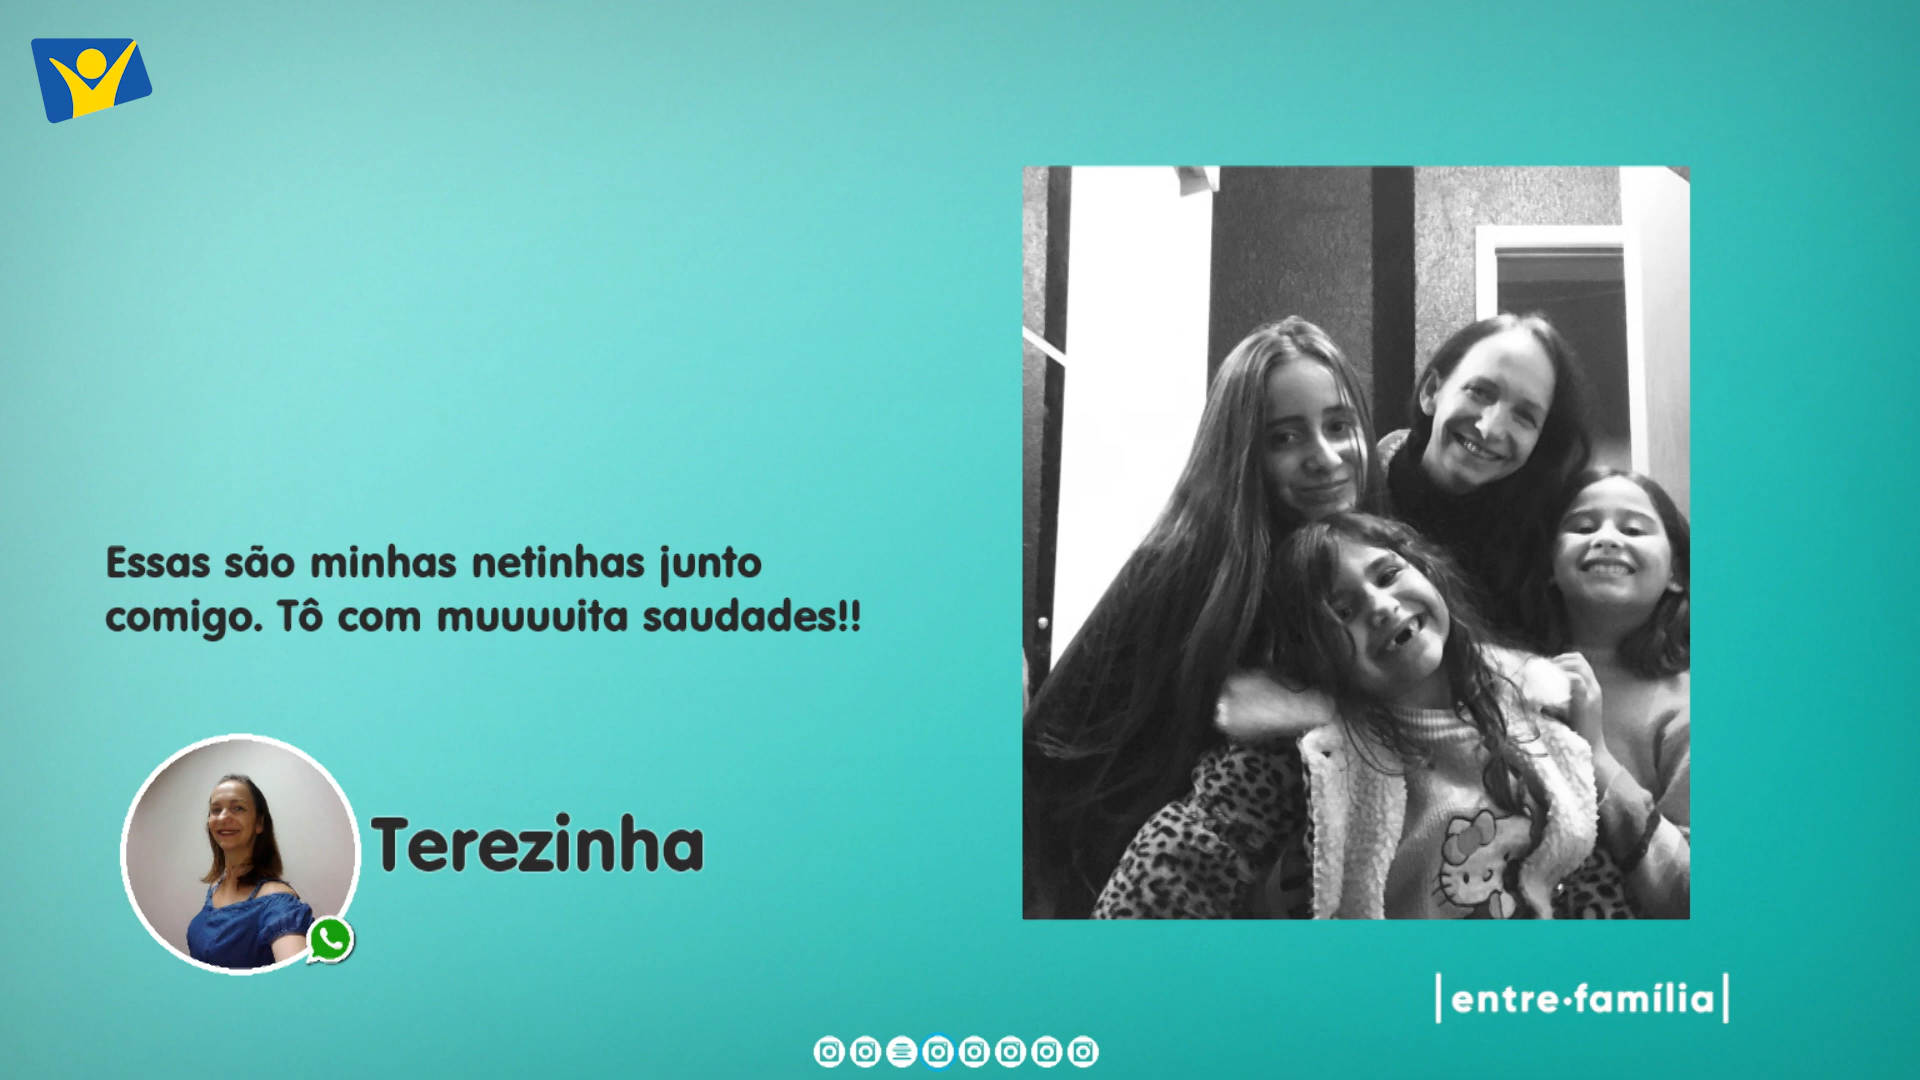 Essas são minhas netinhas junto
comigo. Tô com muuuuita saudades!!
Terezinha
|entre•família|